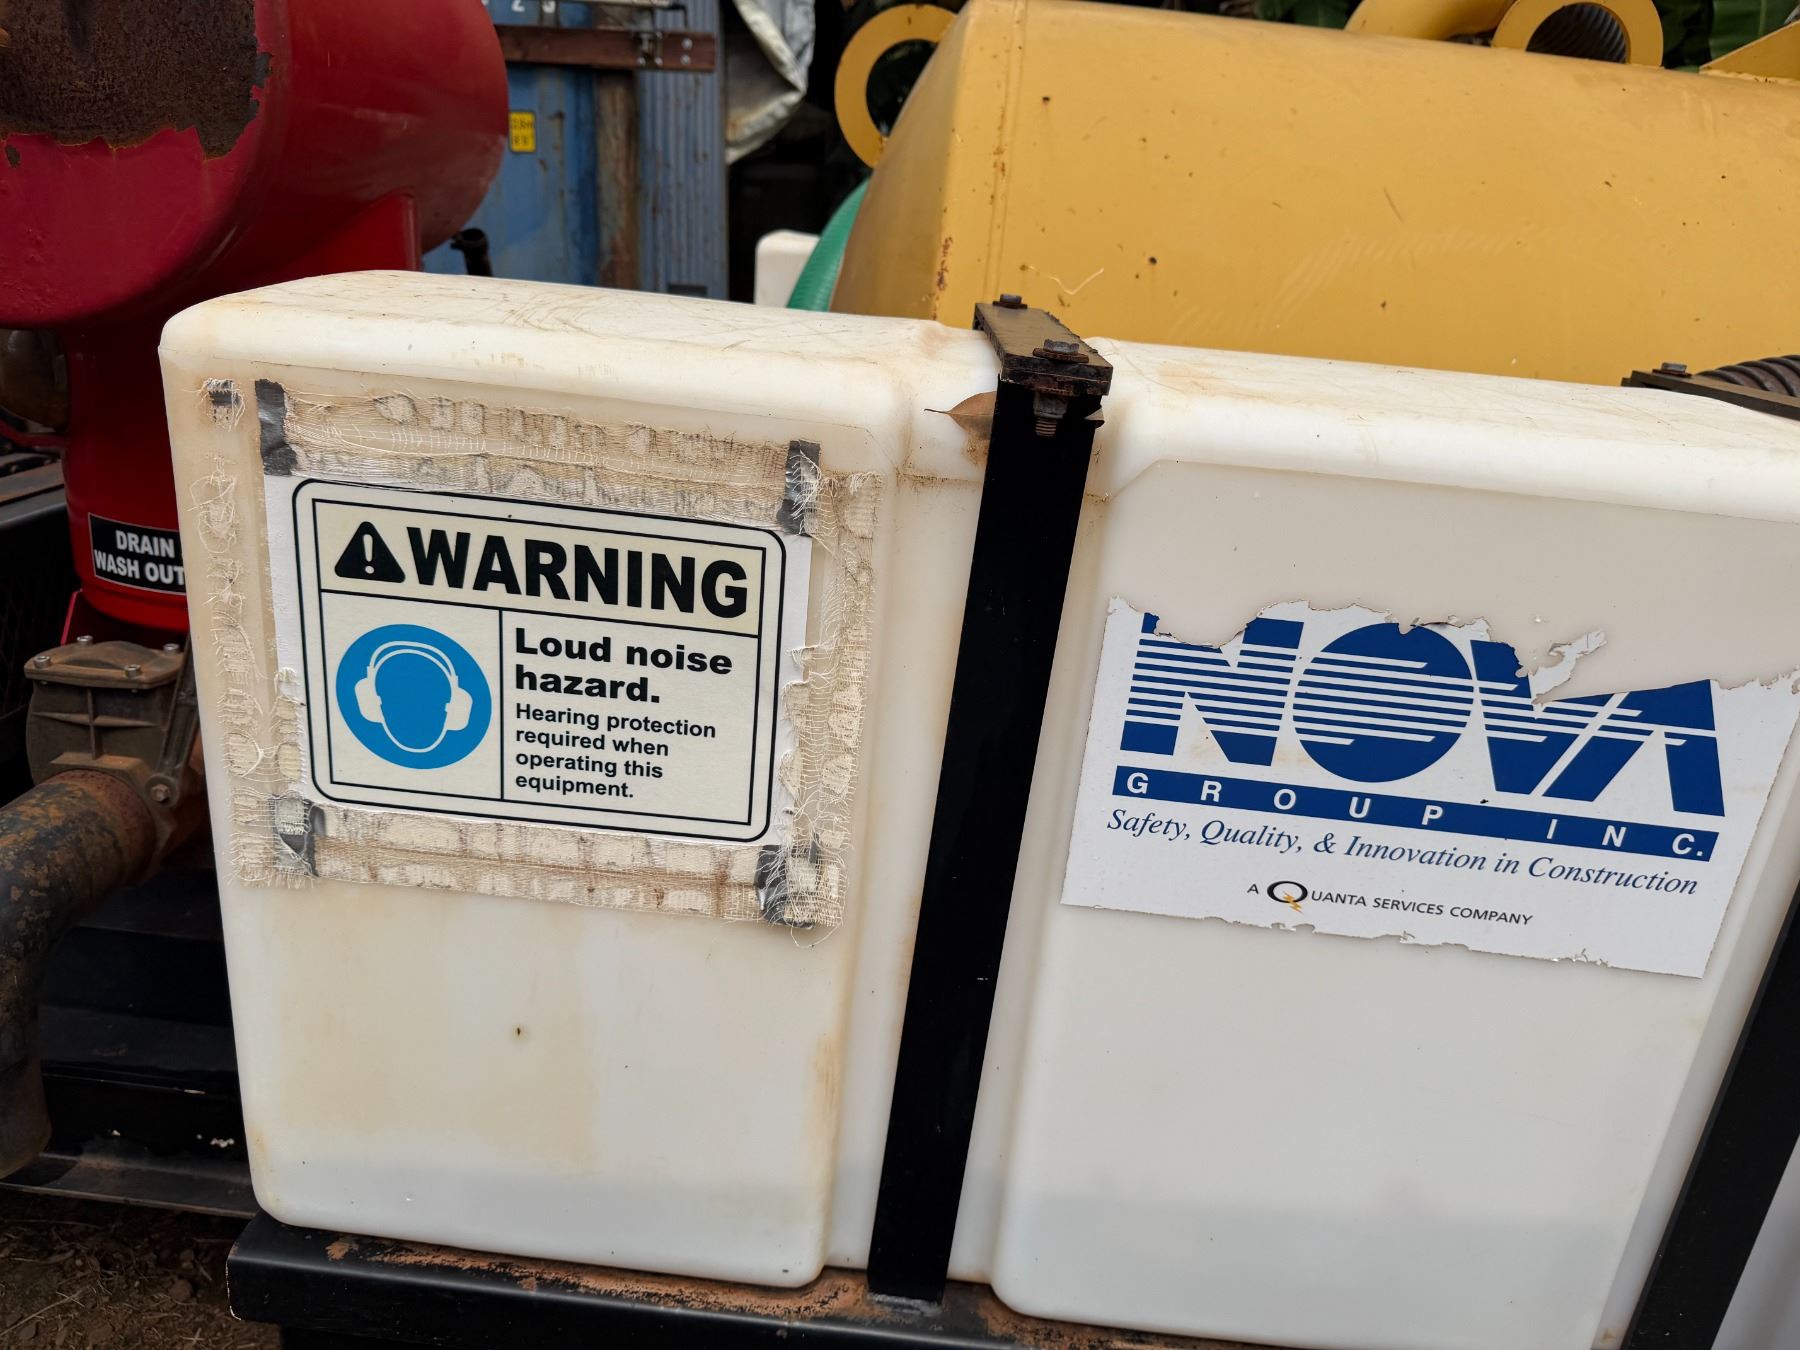 DRAIN
WASH OUT
WARNING
Loud noise
hazard.
Hearing protection
required when
operating this
equipment.
NOVA
GROUP INC.
Safety, Quality, & Innovation in Construction
A QUANTA SERVICES COMPANY